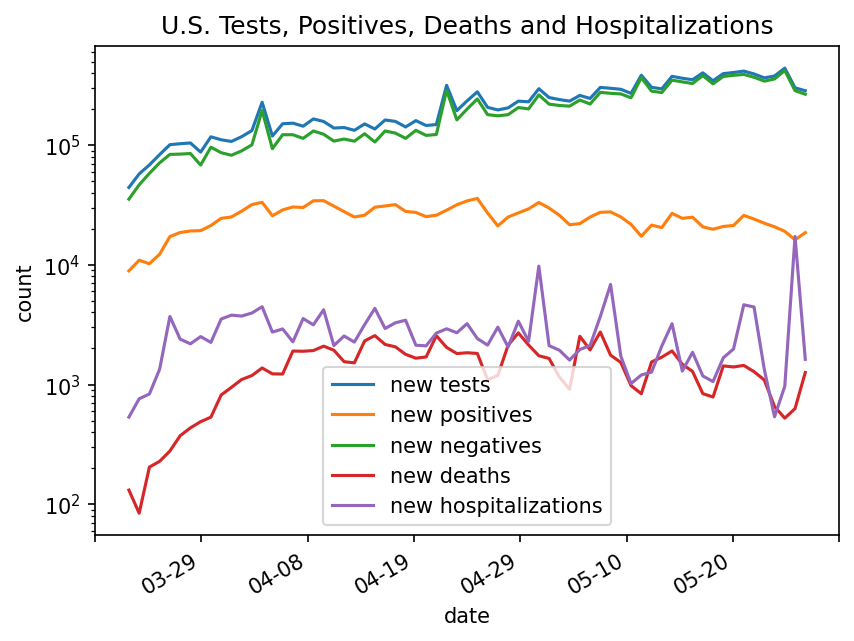 U.S. Tests, Positives, Deaths and Hospitalizations
10^5
10^4
10^3
10^2
count
new tests
new positives
new negatives
new deaths
new hospitalizations
03-29
04-08
04-19
04-29
05-10
05-20
date